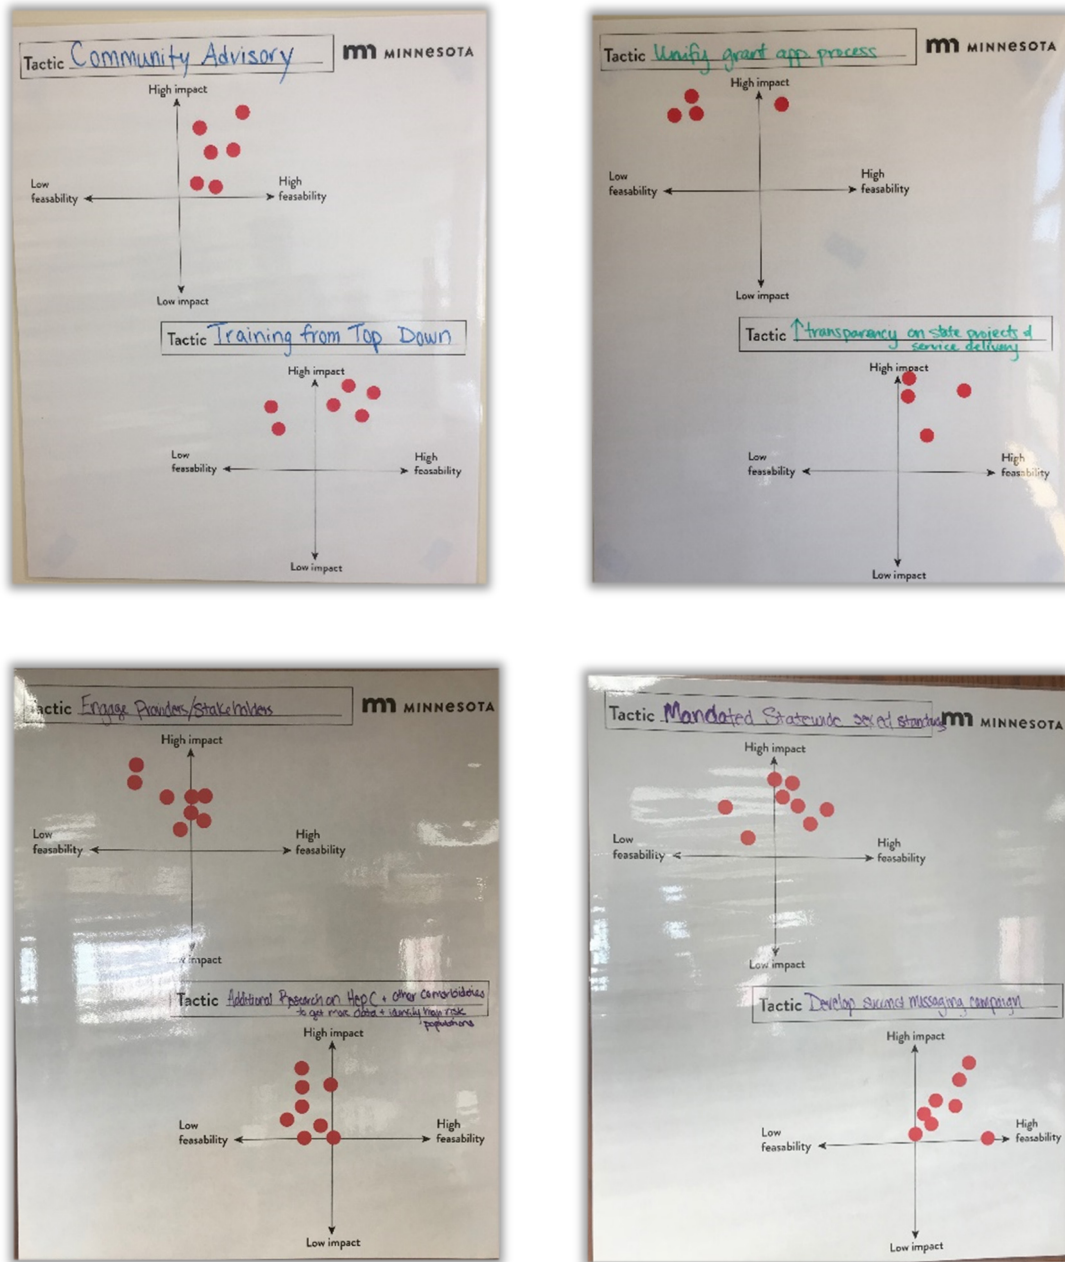 Tactic Community Advisory
MINNESOTA
High impact
Low
feasability
High
feasability
Low impact
Tactic Training from Top Down
High impact
Low
feasability
High
feasability
Low impact
Tactic Unify grant app process
MINNESOTA
High impact
Low
feasability
High
feasability
Low impact
Tactic ↑transparency on state projects &
service delivery
High impact
Low
feasability
High
feasability
Low impact
Tactic Engage Providers/Stakeholders
MINNESOTA
High impact
Low
feasability
High
feasability
impact
Tactic Additional Research on Hep C + other comorbidities
to get more data + identify high risk
populations
High impact
Low
feasability
High
feasability
Low impact
Tactic Mandated Statewide sexed
MINNESOTA
High impact
Low
feasability
High
feasability
Low impact
Tactic Develop succinct messaging campaign
High impact
Low
feasability
High
feasability
Low impact